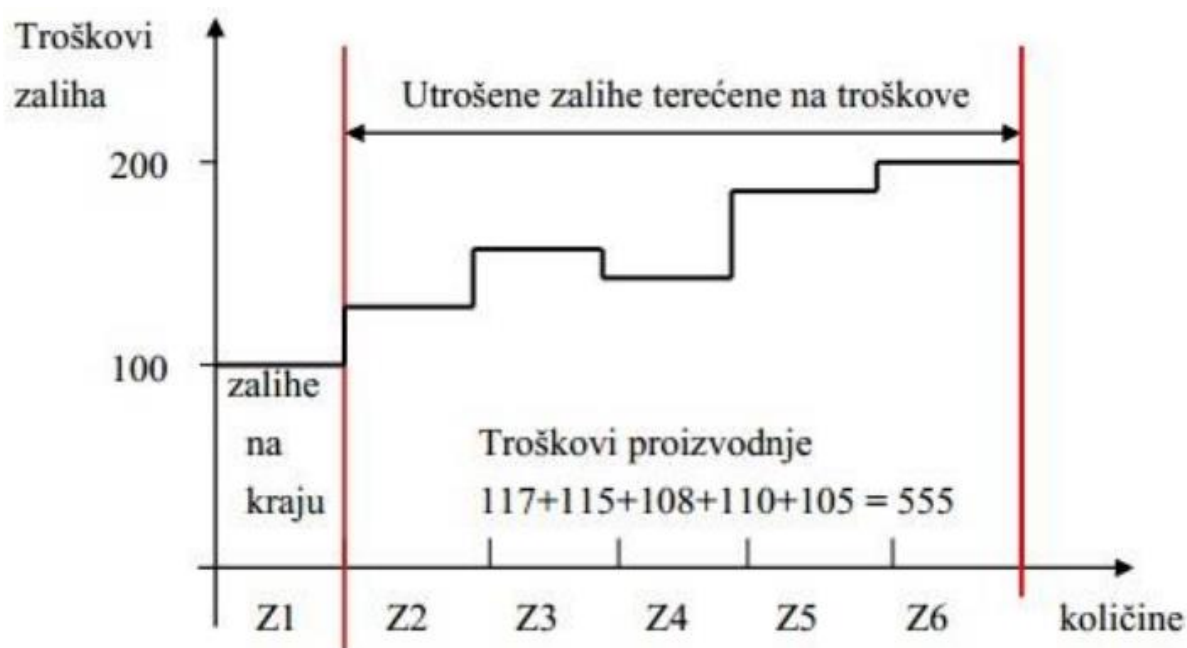 Troškovi
zaliha
Utrošene zalihe terećene na troškove
200
100
zalihe
na
kraju
Troškovi proizvodnje
117+115+108+110+105 = 555
Z1 Z2 Z3 Z4 Z5 Z6 količine